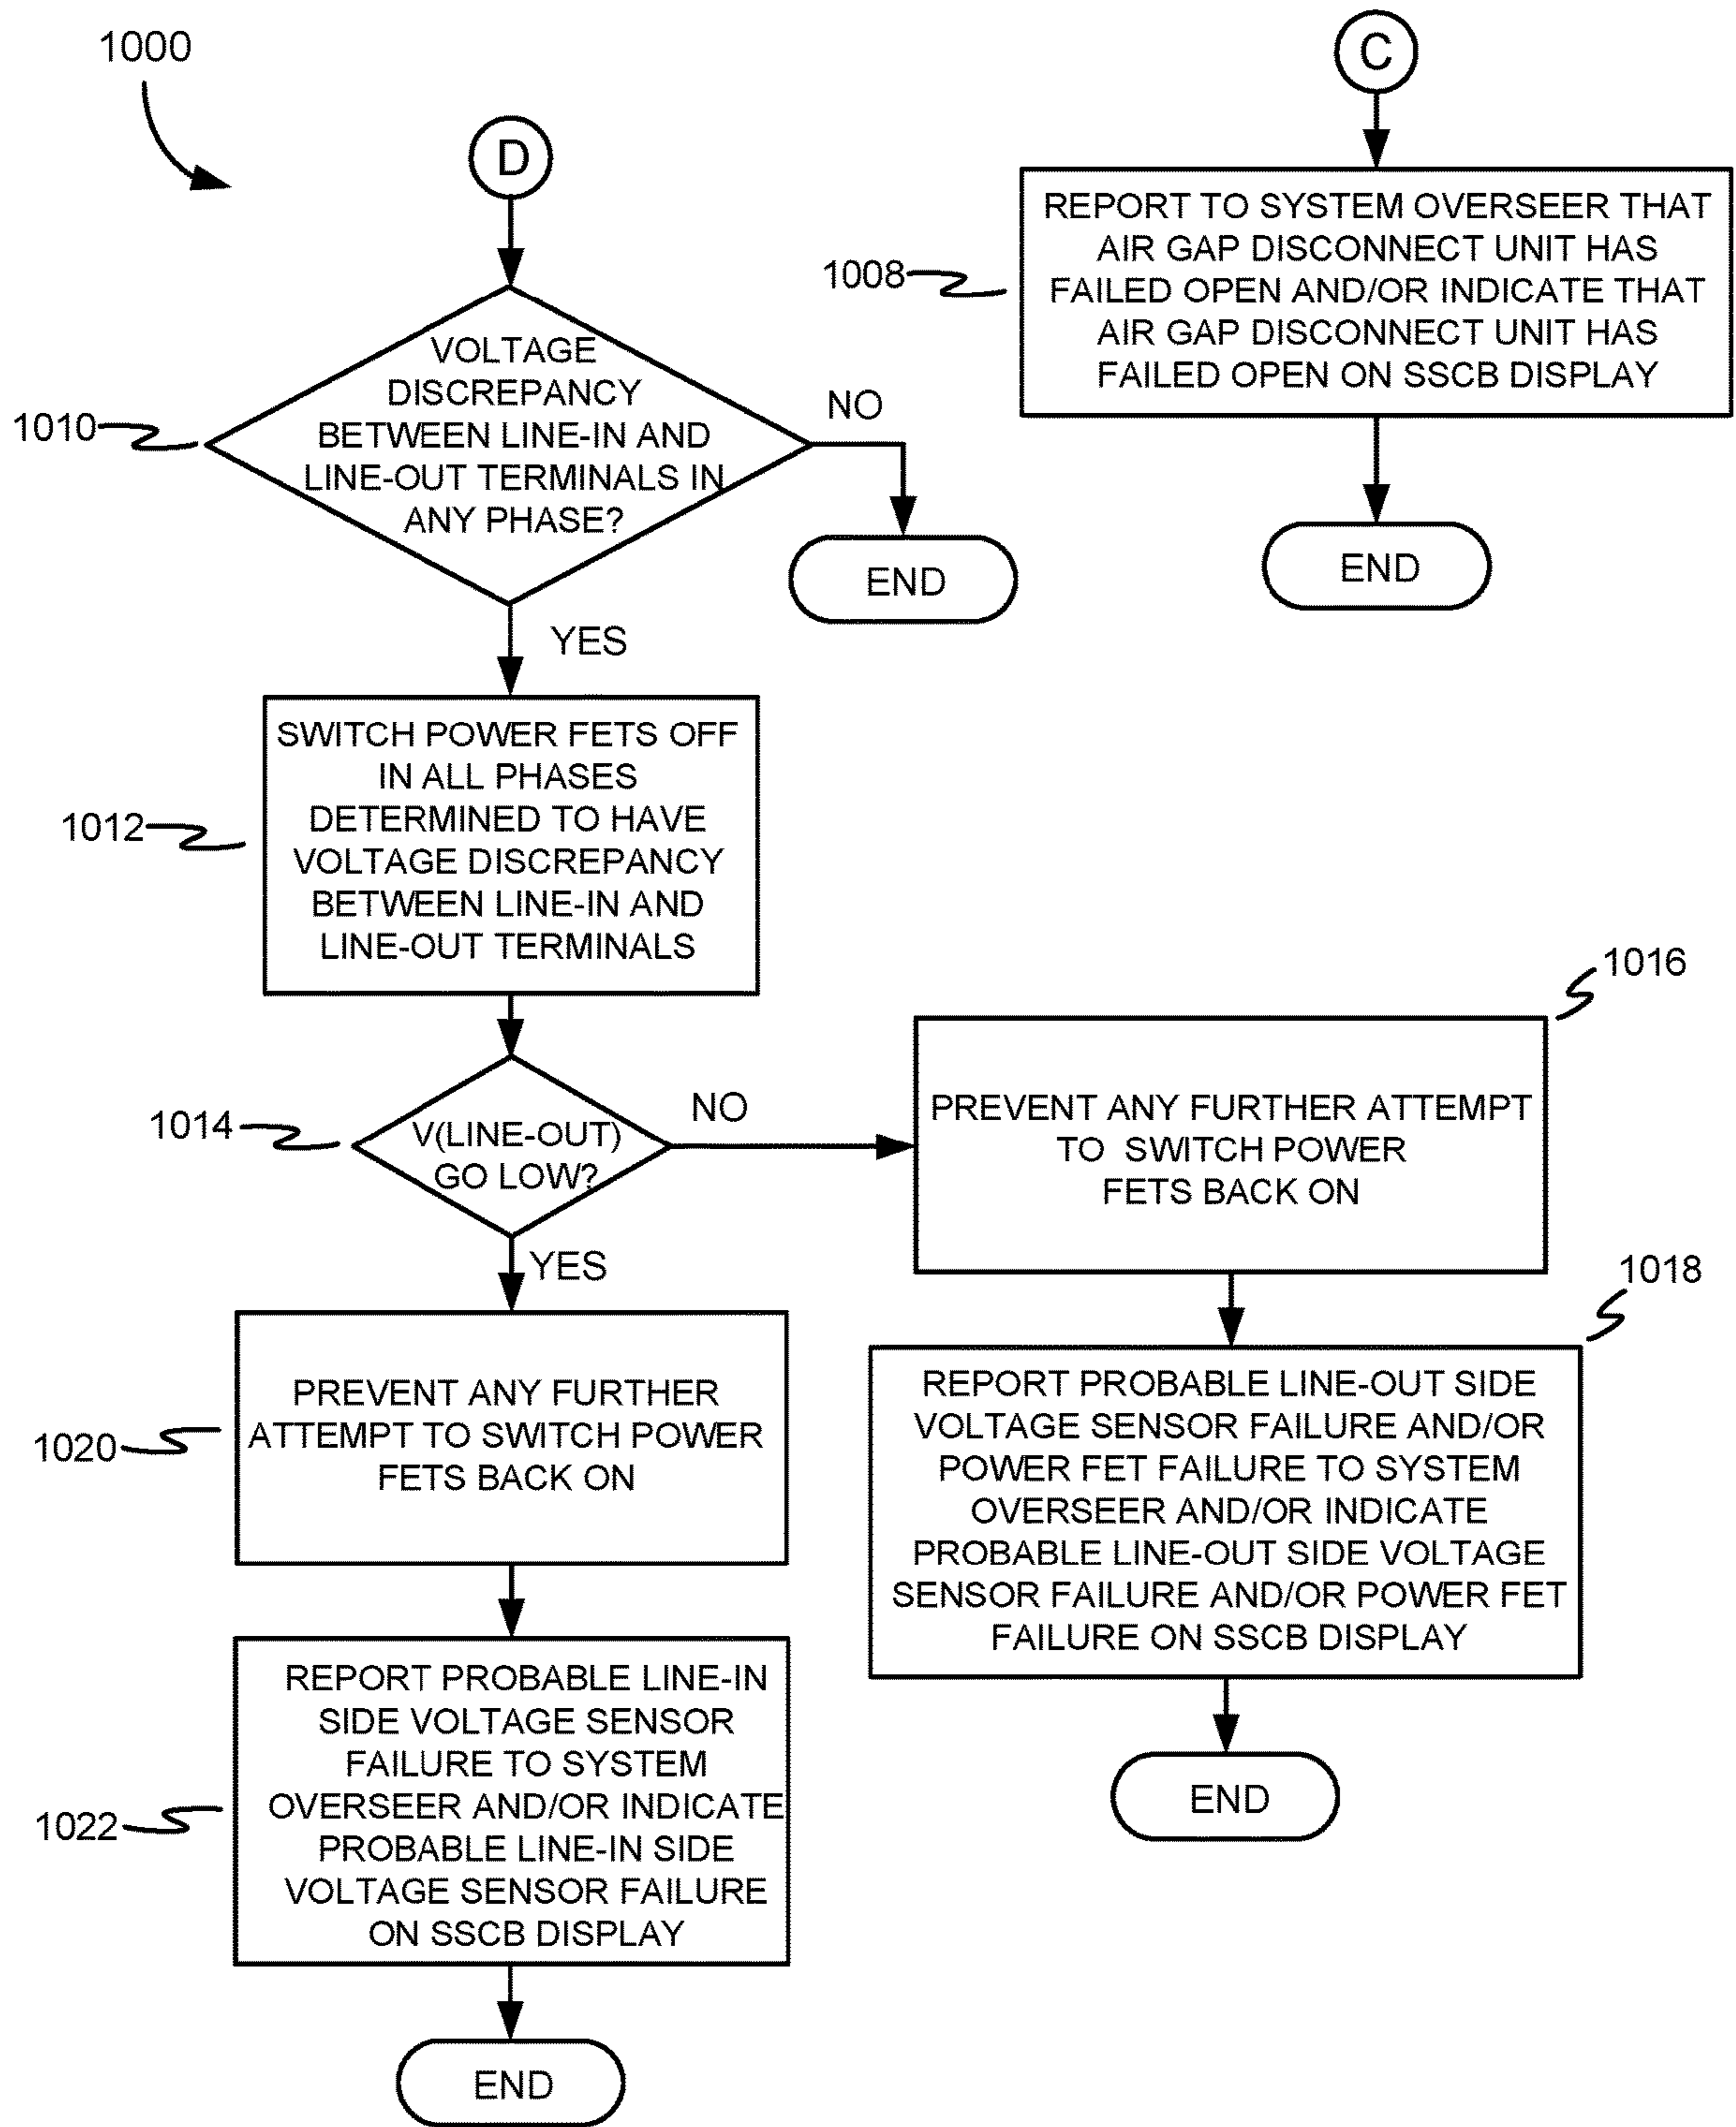 1000
C
D
REPORT TO SYSTEM OVERSEER THAT
AIR GAP DISCONNECT UNIT HAS
FAILED OPEN AND/OR INDICATE THAT
AIR GAP DISCONNECT UNIT HAS
FAILED OPEN ON SSCB DISPLAY
1008
END
VOLTAGE
DISCREPANCY
BETWEEN LINE-IN AND
LINE-OUT TERMINALS IN
ANY PHASE?
1010
NO
END
YES
SWITCH POWER FETS OFF
IN ALL PHASES
DETERMINED TO HAVE
VOLTAGE DISCREPANCY
BETWEEN LINE-IN AND
LINE-OUT TERMINALS
1012
V(LINE-OUT)
GO LOW?
1014
NO
1016
PREVENT ANY FURTHER ATTEMPT
TO SWITCH POWER
FETS BACK ON
1018
REPORT PROBABLE LINE-OUT SIDE
VOLTAGE SENSOR FAILURE AND/OR
POWER FET FAILURE TO SYSTEM
OVERSEER AND/OR INDICATE
PROBABLE LINE-OUT SIDE VOLTAGE
SENSOR FAILURE AND/OR POWER FET
FAILURE ON SSCB DISPLAY
END
YES
PREVENT ANY FURTHER
ATTEMPT TO SWITCH POWER
FETS BACK ON
1020
REPORT PROBABLE LINE-IN
SIDE VOLTAGE SENSOR
FAILURE TO SYSTEM
OVERSEER AND/OR INDICATE
PROBABLE LINE-IN SIDE
VOLTAGE SENSOR FAILURE
ON SSCB DISPLAY
1022
END